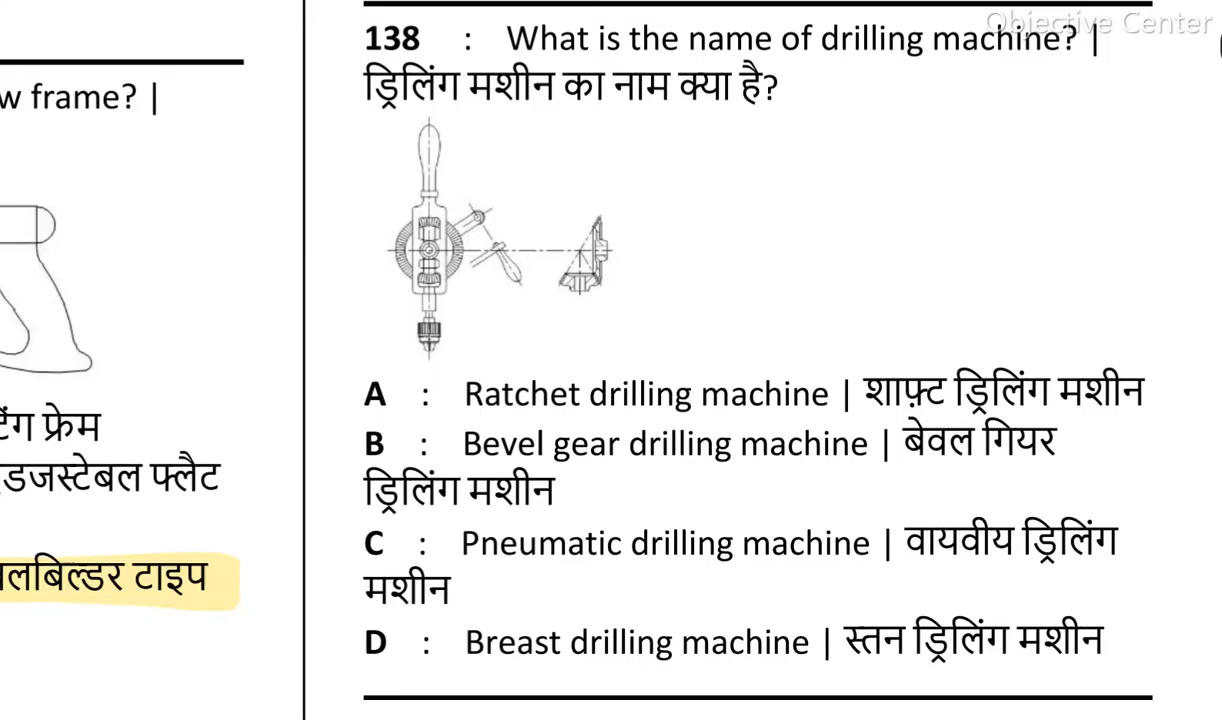 Objective Center
w frame? |
टिंग फ्रेम
डजस्टेबल फ्लैट
लबिल्डर टाइप
138 : What is the name of drilling machine? |
ड्रिलिंग मशीन का नाम क्या है?
A : Ratchet drilling machine | शाफ़्ट ड्रिलिंग मशीन
B : Bevel gear drilling machine | बेवल गियर
ड्रिलिंग मशीन
C : Pneumatic drilling machine | वायवीय ड्रिलिंग
मशीन
D : Breast drilling machine | स्तन ड्रिलिंग मशीन